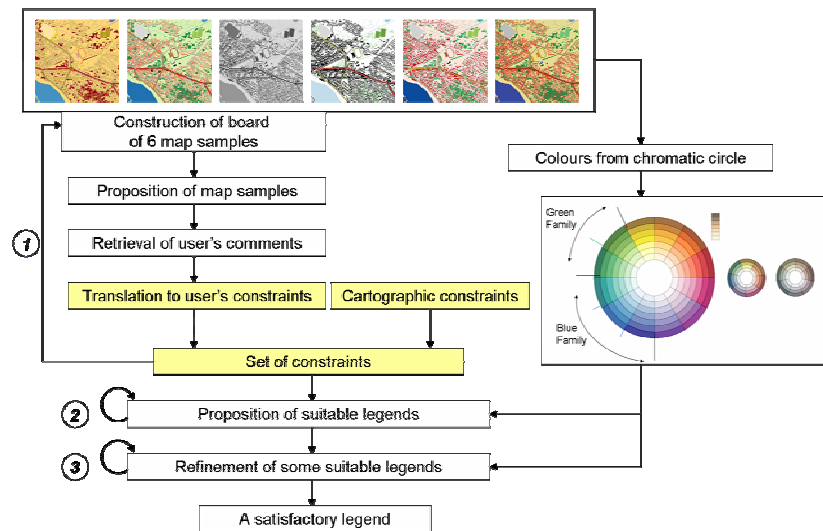 Construction of board
of 6 map samples
Colours from chromatic circle
Proposition of map samples
Green
Family
1
Retrieval of user's comments
Translation to user's constraints
Cartographic constraints
Blue
Family
Set of constraints
2
Proposition of suitable legends
3
Refinement of some suitable legends
A satisfactory legend